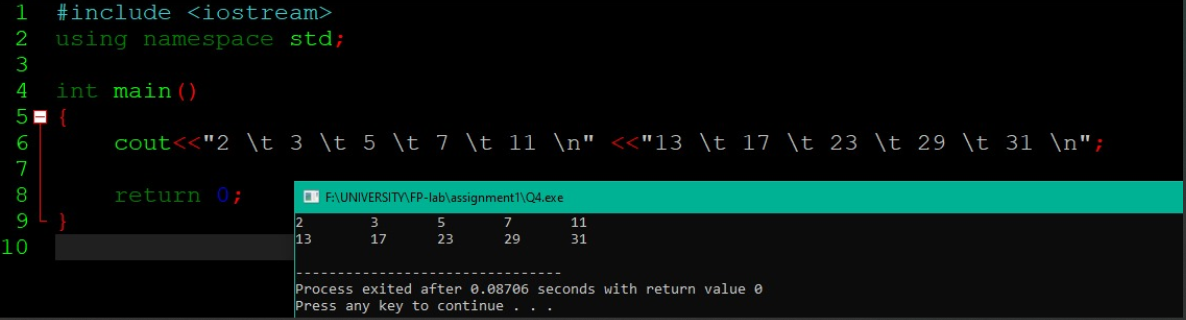 1 #include <iostream>
2 using namespace std;
3
4 int main()
5 {
6 cout<<"2 \t 3 \t 5 \t 7 \t 11 \n" <<"13 \t 17 \t 23 \t 29 \t 31 \n";
7
8 return 0;
9 }
10
F:\UNIVERSITY\FP-lab\assignment1\Q4.exe
2 3 5 7 11
13 17 23 29 31
--------------------------------
Process exited after 0.08706 seconds with return value 0
Press any key to continue . . .